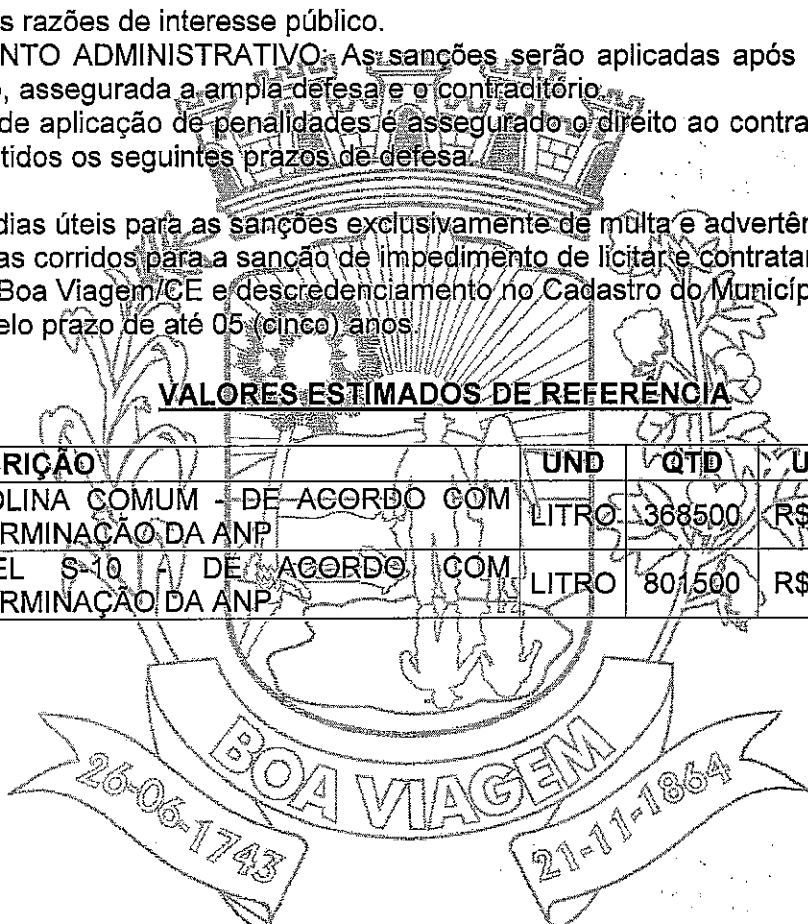 s razões de interesse público.
NTO ADMINISTRATIVO: As sanções serão aplicadas após
o, assegurada a ampla defesa e o contraditório.
de aplicação de penalidades é assegurado o direito ao contra
tidos os seguintes prazos de defesa:
dias úteis para as sanções exclusivamente de multa e advertên
as corridos para a sanção de impedimento de licitar e contratar
Boa Viagem/CE e descredenciamento no Cadastro do Municíp
elo prazo de até 05 (cinco) anos.
VALORES ESTIMADOS DE REFERÊNCIA
RIÇÃO UND QTD U
OLINA COMUM - DE ACORDO COM
RMINAÇÃO DA ANP LITRO 368500 R$
EL S-10 - DE ACORDO COM
RMINAÇÃO DA ANP LITRO 801500 R$
BOA VIAGEM
26-06-1743
21-11-1864